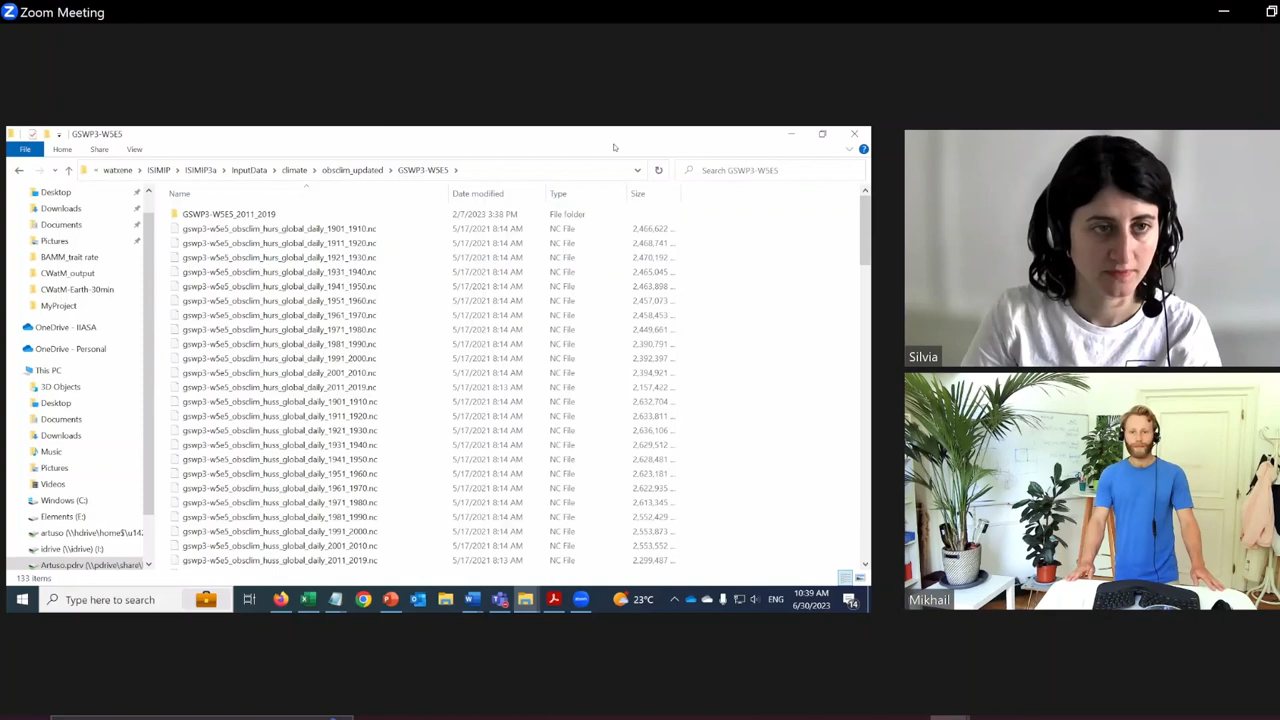 Zoom Meeting
GSWP3-W5E5
File Home Share View
watxene > ISIMIP > ISIMIP3a > InputData > climate > obsclim_updated > GSWP3-W5E5 >
Search GSWP3-W5E5
Name Date modified Type Size
Desktop
Downloads
Documents
Pictures
BAMM_trait rate
CWatM_output
CWatM-Earth-30min
MyProject
OneDrive - IIASA
OneDrive - Personal
This PC
3D Objects
Desktop
Documents
Downloads
Music
Pictures
Videos
Windows (C:)
Elements (E:)
artuso (\\hdrive\home$\u142
idrive (\\idrive) (I:)
Artuso.pdrv (\\pdrive\share\
GSWP3-W5E5_2011_2019 2/7/2023 3:38 PM File folder
gswp3-w5e5_obsclim_hurs_global_daily_1901_1910.nc 5/17/2021 8:14 AM NC File 2,466,622 ...
gswp3-w5e5_obsclim_hurs_global_daily_1911_1920.nc 5/17/2021 8:14 AM NC File 2,468,741 ...
gswp3-w5e5_obsclim_hurs_global_daily_1921_1930.nc 5/17/2021 8:14 AM NC File 2,470,192 ...
gswp3-w5e5_obsclim_hurs_global_daily_1931_1940.nc 5/17/2021 8:14 AM NC File 2,465,045 ...
gswp3-w5e5_obsclim_hurs_global_daily_1941_1950.nc 5/17/2021 8:14 AM NC File 2,463,898 ...
gswp3-w5e5_obsclim_hurs_global_daily_1951_1960.nc 5/17/2021 8:14 AM NC File 2,457,073 ...
gswp3-w5e5_obsclim_hurs_global_daily_1961_1970.nc 5/17/2021 8:14 AM NC File 2,458,453 ...
gswp3-w5e5_obsclim_hurs_global_daily_1971_1980.nc 5/17/2021 8:14 AM NC File 2,449,661 ...
gswp3-w5e5_obsclim_hurs_global_daily_1981_1990.nc 5/17/2021 8:14 AM NC File 2,390,791 ...
gswp3-w5e5_obsclim_hurs_global_daily_1991_2000.nc 5/17/2021 8:14 AM NC File 2,392,397 ...
gswp3-w5e5_obsclim_hurs_global_daily_2001_2010.nc 5/17/2021 8:14 AM NC File 2,394,921 ...
gswp3-w5e5_obsclim_hurs_global_daily_2011_2019.nc 5/17/2021 8:13 AM NC File 2,157,422 ...
gswp3-w5e5_obsclim_huss_global_daily_1901_1910.nc 5/17/2021 8:14 AM NC File 2,632,704 ...
gswp3-w5e5_obsclim_huss_global_daily_1911_1920.nc 5/17/2021 8:14 AM NC File 2,633,811 ...
gswp3-w5e5_obsclim_huss_global_daily_1921_1930.nc 5/17/2021 8:14 AM NC File 2,636,106 ...
gswp3-w5e5_obsclim_huss_global_daily_1931_1940.nc 5/17/2021 8:14 AM NC File 2,629,512 ...
gswp3-w5e5_obsclim_huss_global_daily_1941_1950.nc 5/17/2021 8:14 AM NC File 2,628,481 ...
gswp3-w5e5_obsclim_huss_global_daily_1951_1960.nc 5/17/2021 8:14 AM NC File 2,623,181 ...
gswp3-w5e5_obsclim_huss_global_daily_1961_1970.nc 5/17/2021 8:14 AM NC File 2,622,935 ...
gswp3-w5e5_obsclim_huss_global_daily_1971_1980.nc 5/17/2021 8:14 AM NC File 2,613,345 ...
gswp3-w5e5_obsclim_huss_global_daily_1981_1990.nc 5/17/2021 8:14 AM NC File 2,552,429 ...
gswp3-w5e5_obsclim_huss_global_daily_1991_2000.nc 5/17/2021 8:14 AM NC File 2,553,873 ...
gswp3-w5e5_obsclim_huss_global_daily_2001_2010.nc 5/17/2021 8:14 AM NC File 2,553,552 ...
gswp3-w5e5_obsclim_huss_global_daily_2011_2019.nc 5/17/2021 8:13 AM NC File 2,299,487 ...
133 items
Type here to search
23°C
ENG
10:39 AM
6/30/2023
14
Silvia
Mikhail